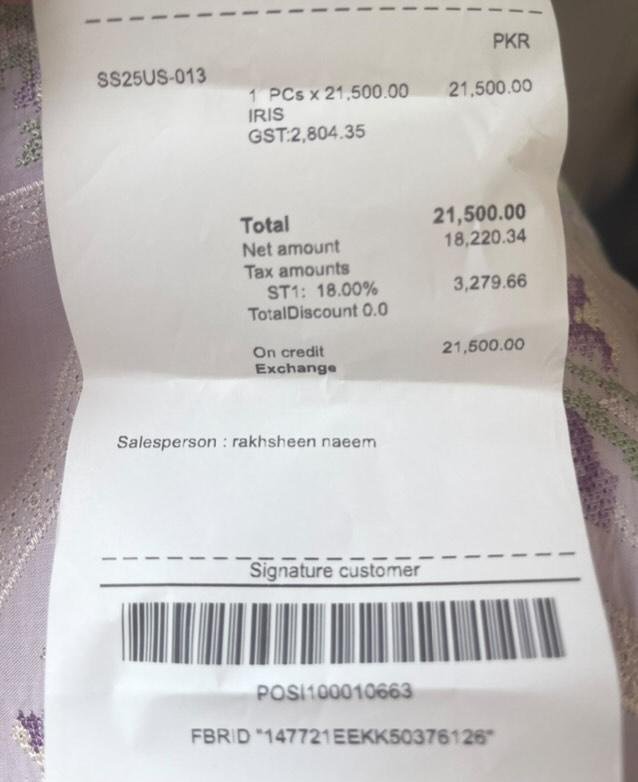 PKR
SS25US-013
1 PCs x 21,500.00 21,500.00
IRIS
GST:2,804.35
Total 21,500.00
Net amount 18,220.34
Tax amounts
ST1: 18.00% 3,279.66
TotalDiscount 0.0
On credit 21,500.00
Exchange
Salesperson : rakhsheen naeem
Signature customer
POSI100010663
FBRID "147721EEKK50376126"